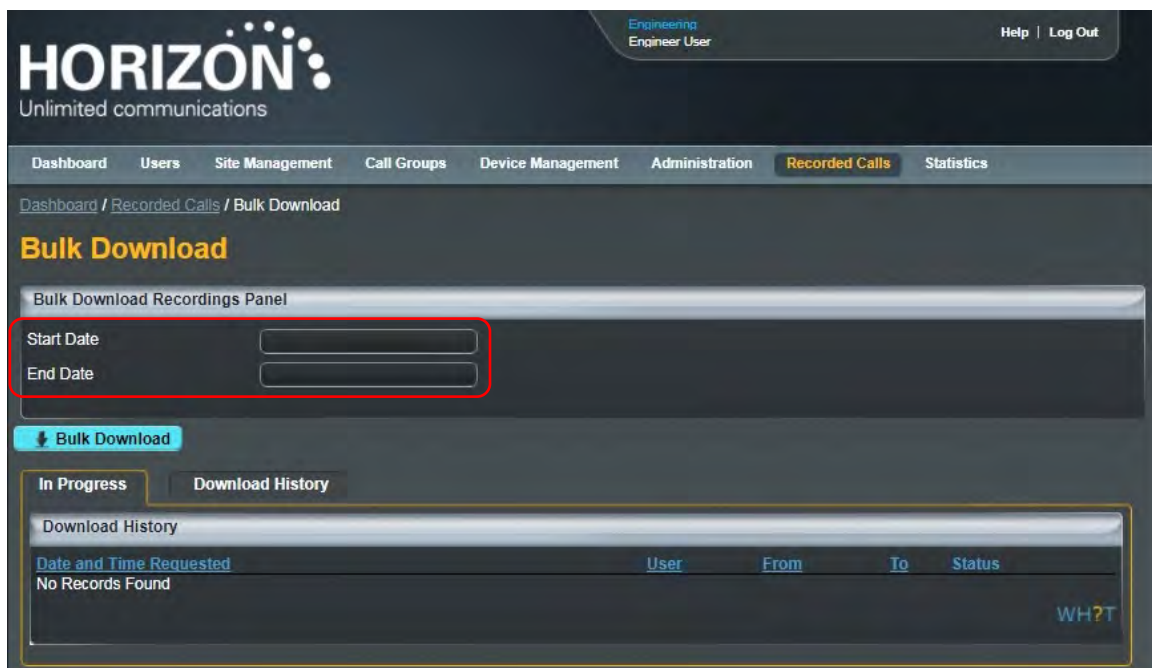 Engineering
Engineer User
Help | Log Out
HORIZON
Unlimited communications
Dashboard Users Site Management Call Groups Device Management Administration Recorded Calls Statistics
Dashboard / Recorded Calls / Bulk Download
Bulk Download
Bulk Download Recordings Panel
Start Date
End Date
Bulk Download
In Progress Download History
Download History
Date and Time Requested User From To Status
No Records Found
WH?T